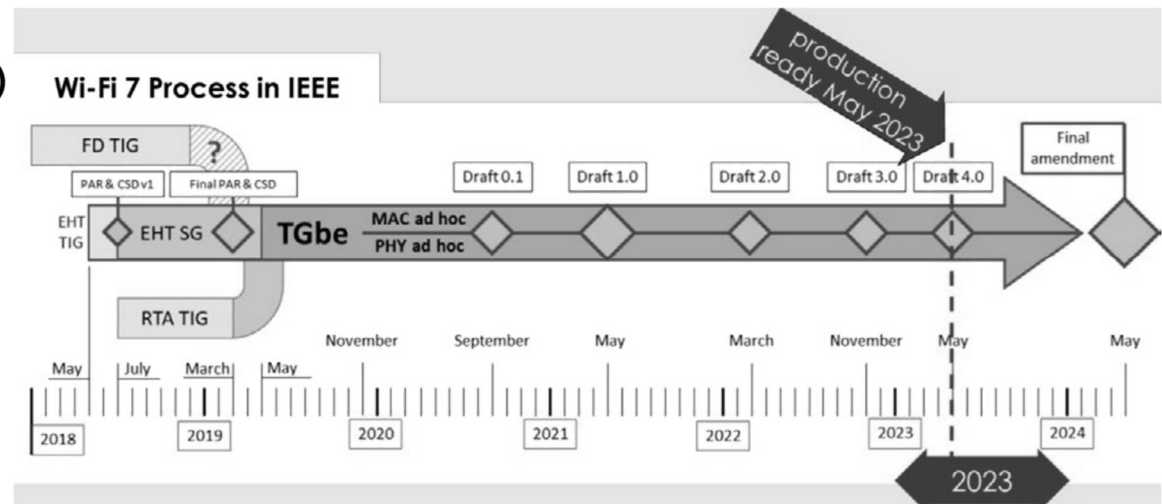 )
Wi-Fi 7 Process in IEEE
production
ready May 2023
FD TIG
?
PAR & CSD v1
Final PAR & CSD
Draft 0.1
Draft 1.0
Draft 2.0
Draft 3.0
Draft 4.0
Final
amendment
EHT
TIG
EHT SG
TGbe
MAC ad hoc
PHY ad hoc
RTA TIG
May
July
March
May
November
September
May
March
November
May
May
2018
2019
2020
2021
2022
2023
2024
2023